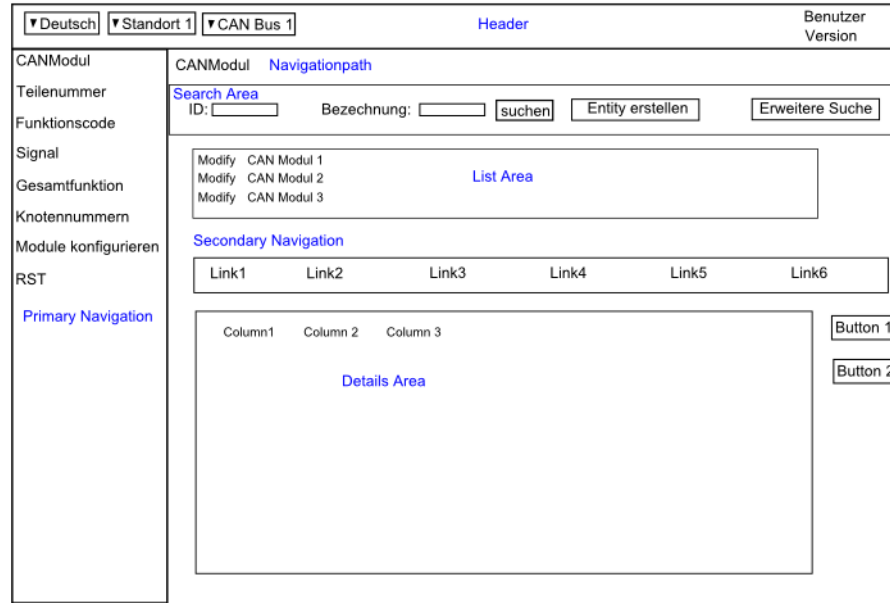 ▼Deutsch ▼Standort 1 ▼CAN Bus 1 Header Benutzer
Version
CANModul
Teilenummer
Funktionscode
Signal
Gesamtfunktion
Knotennummern
Module konfigurieren
RST
Primary Navigation
CANModul Navigationpath
Search Area
ID: Bezechnung: suchen Entity erstellen Erweitere Suche
Modify CAN Modul 1
Modify CAN Modul 2
Modify CAN Modul 3
List Area
Secondary Navigation
Link1 Link2 Link3 Link4 Link5 Link6
Column1 Column 2 Column 3
Details Area
Button 1
Button 2